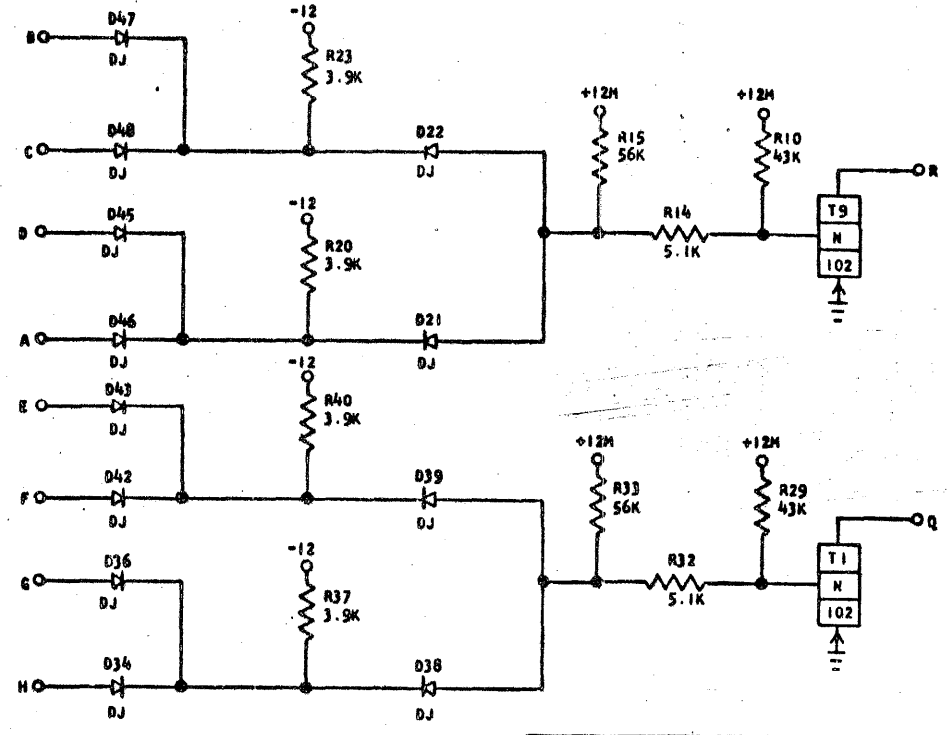 D47
B
DJ
-12
R23
3.9K
D48
C
DJ
D22
DJ
+12M
R15
56K
+12M
R10
43K
R
T9
N
102
R14
5.1K
D45
D
DJ
-12
R20
3.9K
D46
A
DJ
D21
DJ
D43
E
DJ
-12
R40
3.9K
D42
F
DJ
D39
DJ
+12M
R33
56K
+12M
R29
43K
Q
T1
N
102
R32
5.1K
D36
G
DJ
-12
R37
3.9K
D34
H
DJ
D38
DJ